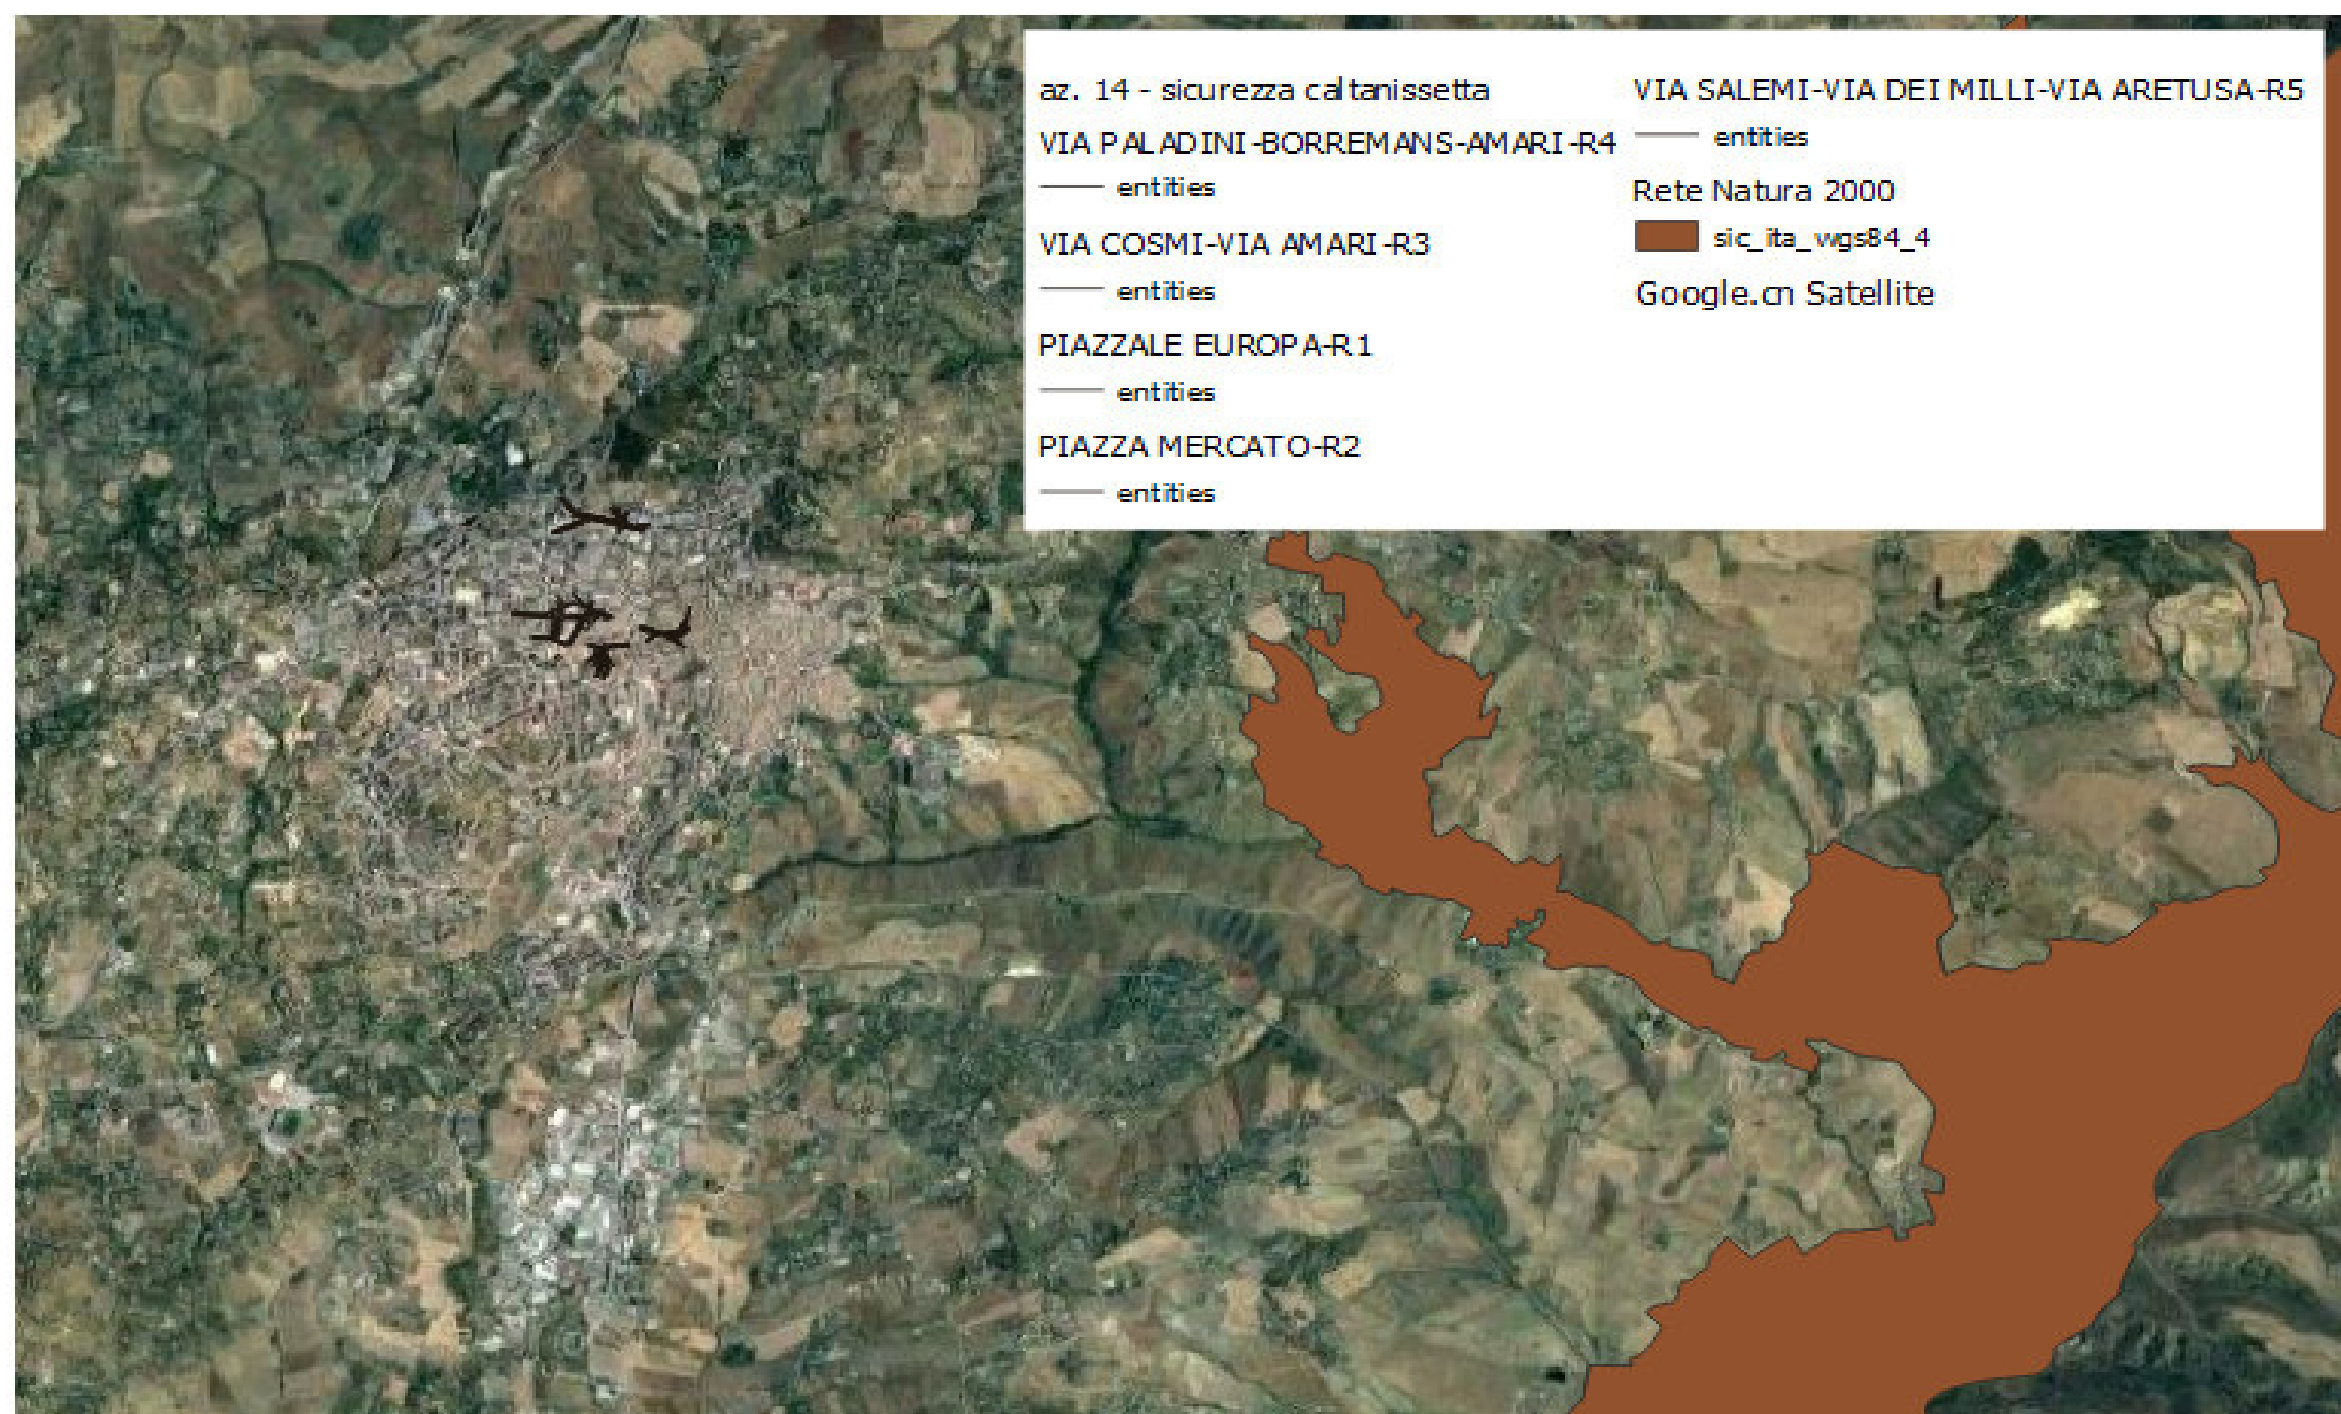 az. 14 - sicurezza caltanissetta
VIA PALADINI-BORREMANS-AMARI-R4
entities
VIA COSMI-VIA AMARI-R3
entities
PIAZZALE EUROPA-R1
entities
PIAZZA MERCATO-R2
entities
VIA SALEMI-VIA DEI MILLI-VIA ARETUSA-R5
entities
Rete Natura 2000
sic_ita_wgs84_4
Google.cn Satellite